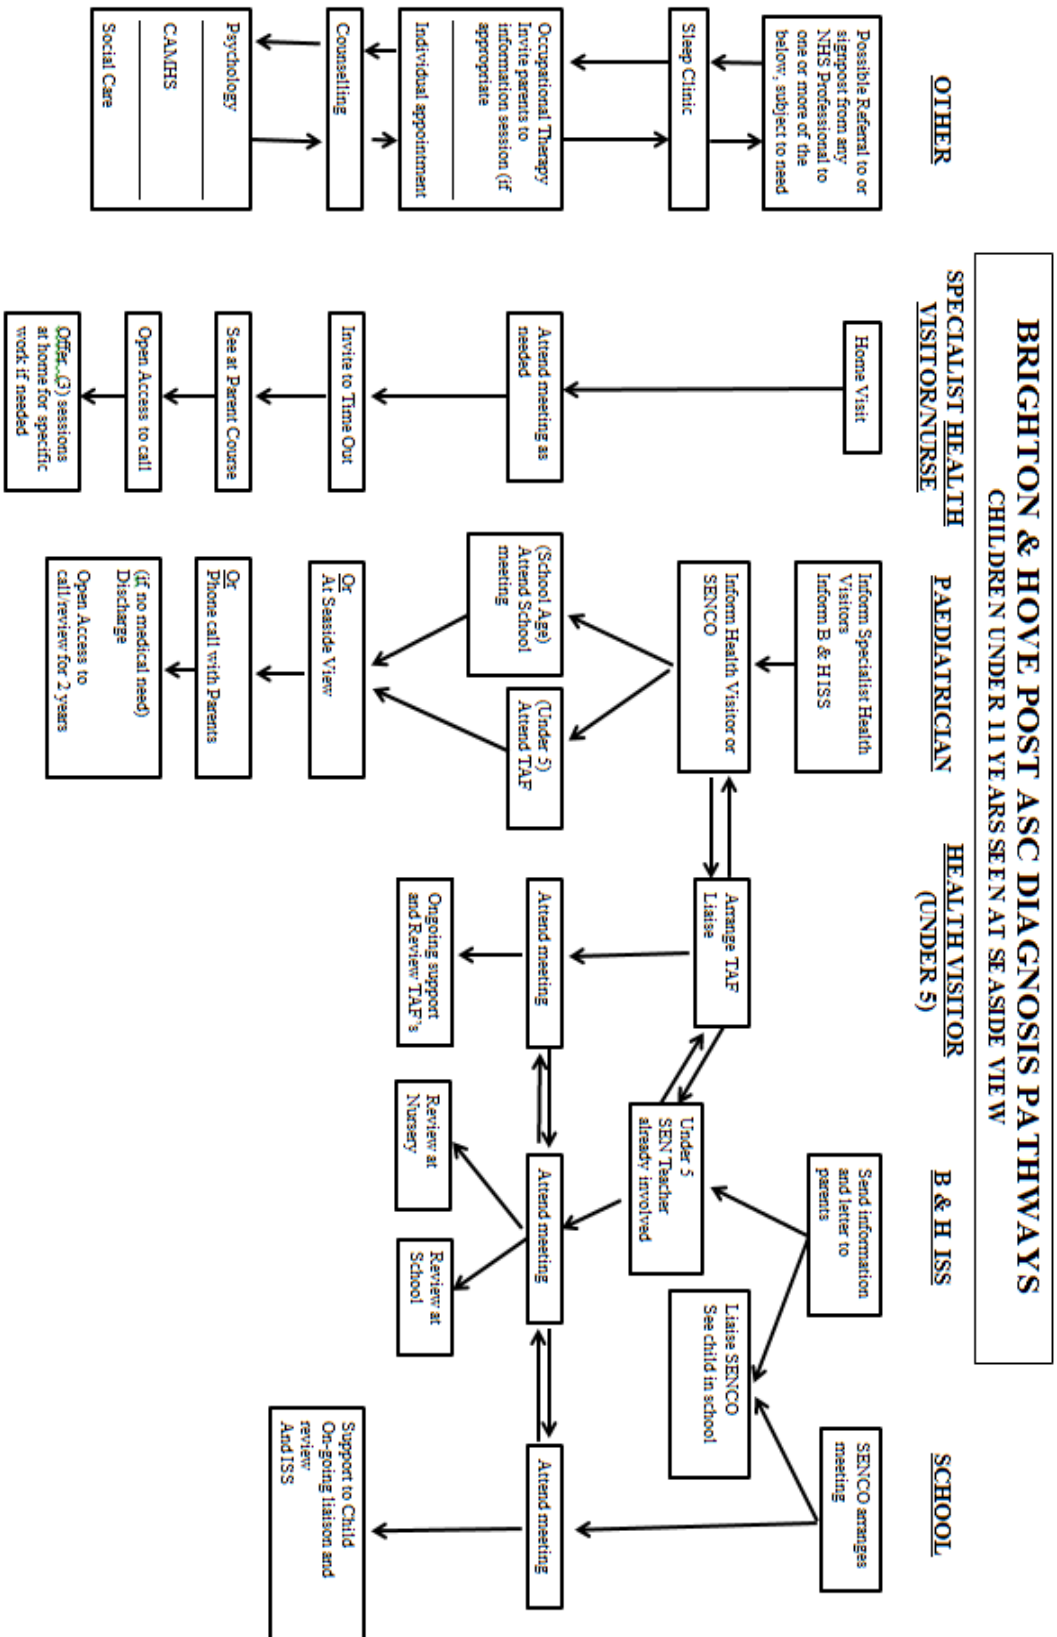 BRIGHTON & HOVE POST ASC DIAGNOSIS PATHWAYS
CHILDREN UNDER 11 YEARS SEEN AT SEASIDE VIEW
OTHER
Possible Referral to or
signpost from any
NHS Professional to
one or more of the
below; subject to need
Sleep Clinic
Occupational Therapy
Invite parents to
information session (if
appropriate
Individual appointment
Counselling
Psychology
CAMHS
Social Care
SPECIALIST HEALTH
VISITOR/NURSE
Home Visit
Attend meeting as
needed
Invite to Time Out
See at Parent Course
Open Access to call
Offer (3) sessions
at home for specific
work if needed
PAEDIATRICIAN
Inform Specialist Health
Visitors
Inform B & H ISS
Inform Health Visitor or
SENCO
(School Age)
Attend School
meeting
(Under 5)
Attend TAF
Or
At Seaside View
Or
Phone call with Parents
(if no medical need)
Discharge
Open Access to
call/review for 2 years
HEALTH VISITOR
(UNDER 5)
Arrange TAF
Liaise
Attend meeting
Ongoing support
and Review TAF's
B & H ISS
Send information
and letter to
parents
Under 5
SEN Teacher
already involved
Liaise SENCO
See child in school
Attend meeting
Review at
Nursery
Review at
School
SCHOOL
SENCO arranges
meeting
Attend meeting
Support to Child
On-going liaison and
review
And ISS